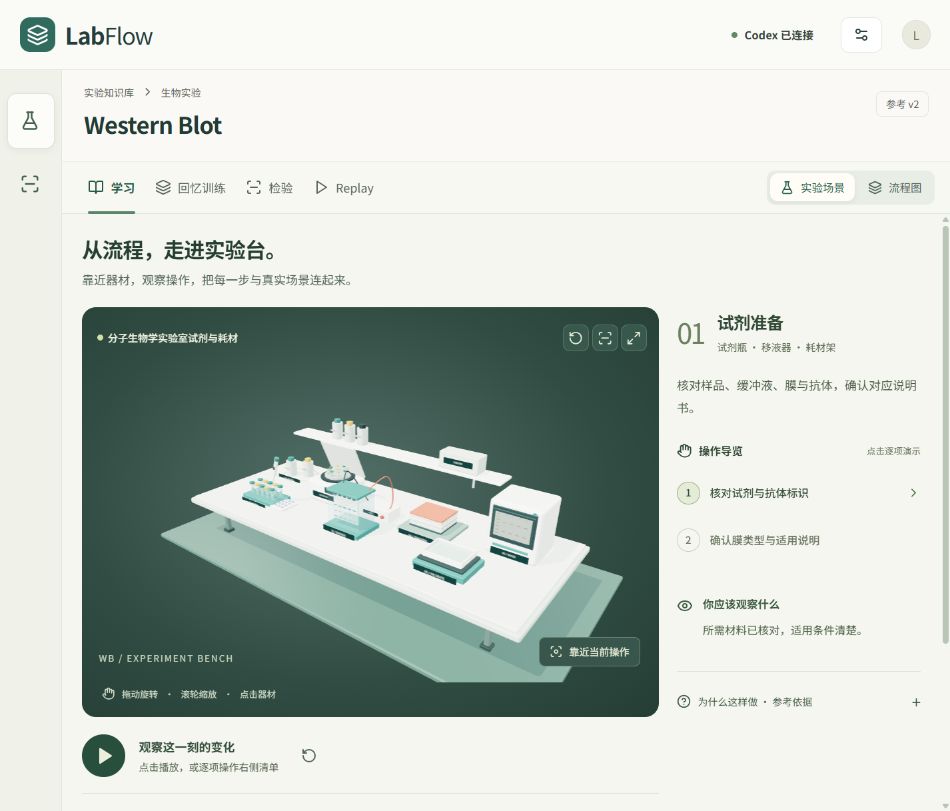 LabFlow
Codex 已连接
L
实验知识库
生物实验
Western Blot
参考 v2
学习
回忆训练
检验
Replay
实验场景
流程图
从流程，走进实验台。
靠近器材，观察操作，把每一步与真实场景连起来。
分子生物学实验室试剂与耗材
WB / EXPERIMENT BENCH
靠近当前操作
拖动旋转 · 滚轮缩放 · 点击器材
观察这一刻的变化
点击播放，或逐项操作右侧清单
01
试剂准备
试剂瓶 · 移液器 · 耗材架
核对样品、缓冲液、膜与抗体，确认对应说明
书。
操作导览
点击逐项演示
1
核对试剂与抗体标识
2
确认膜类型与适用说明
你应该观察什么
所需材料已核对，适用条件清楚。
为什么这样做 · 参考依据
+